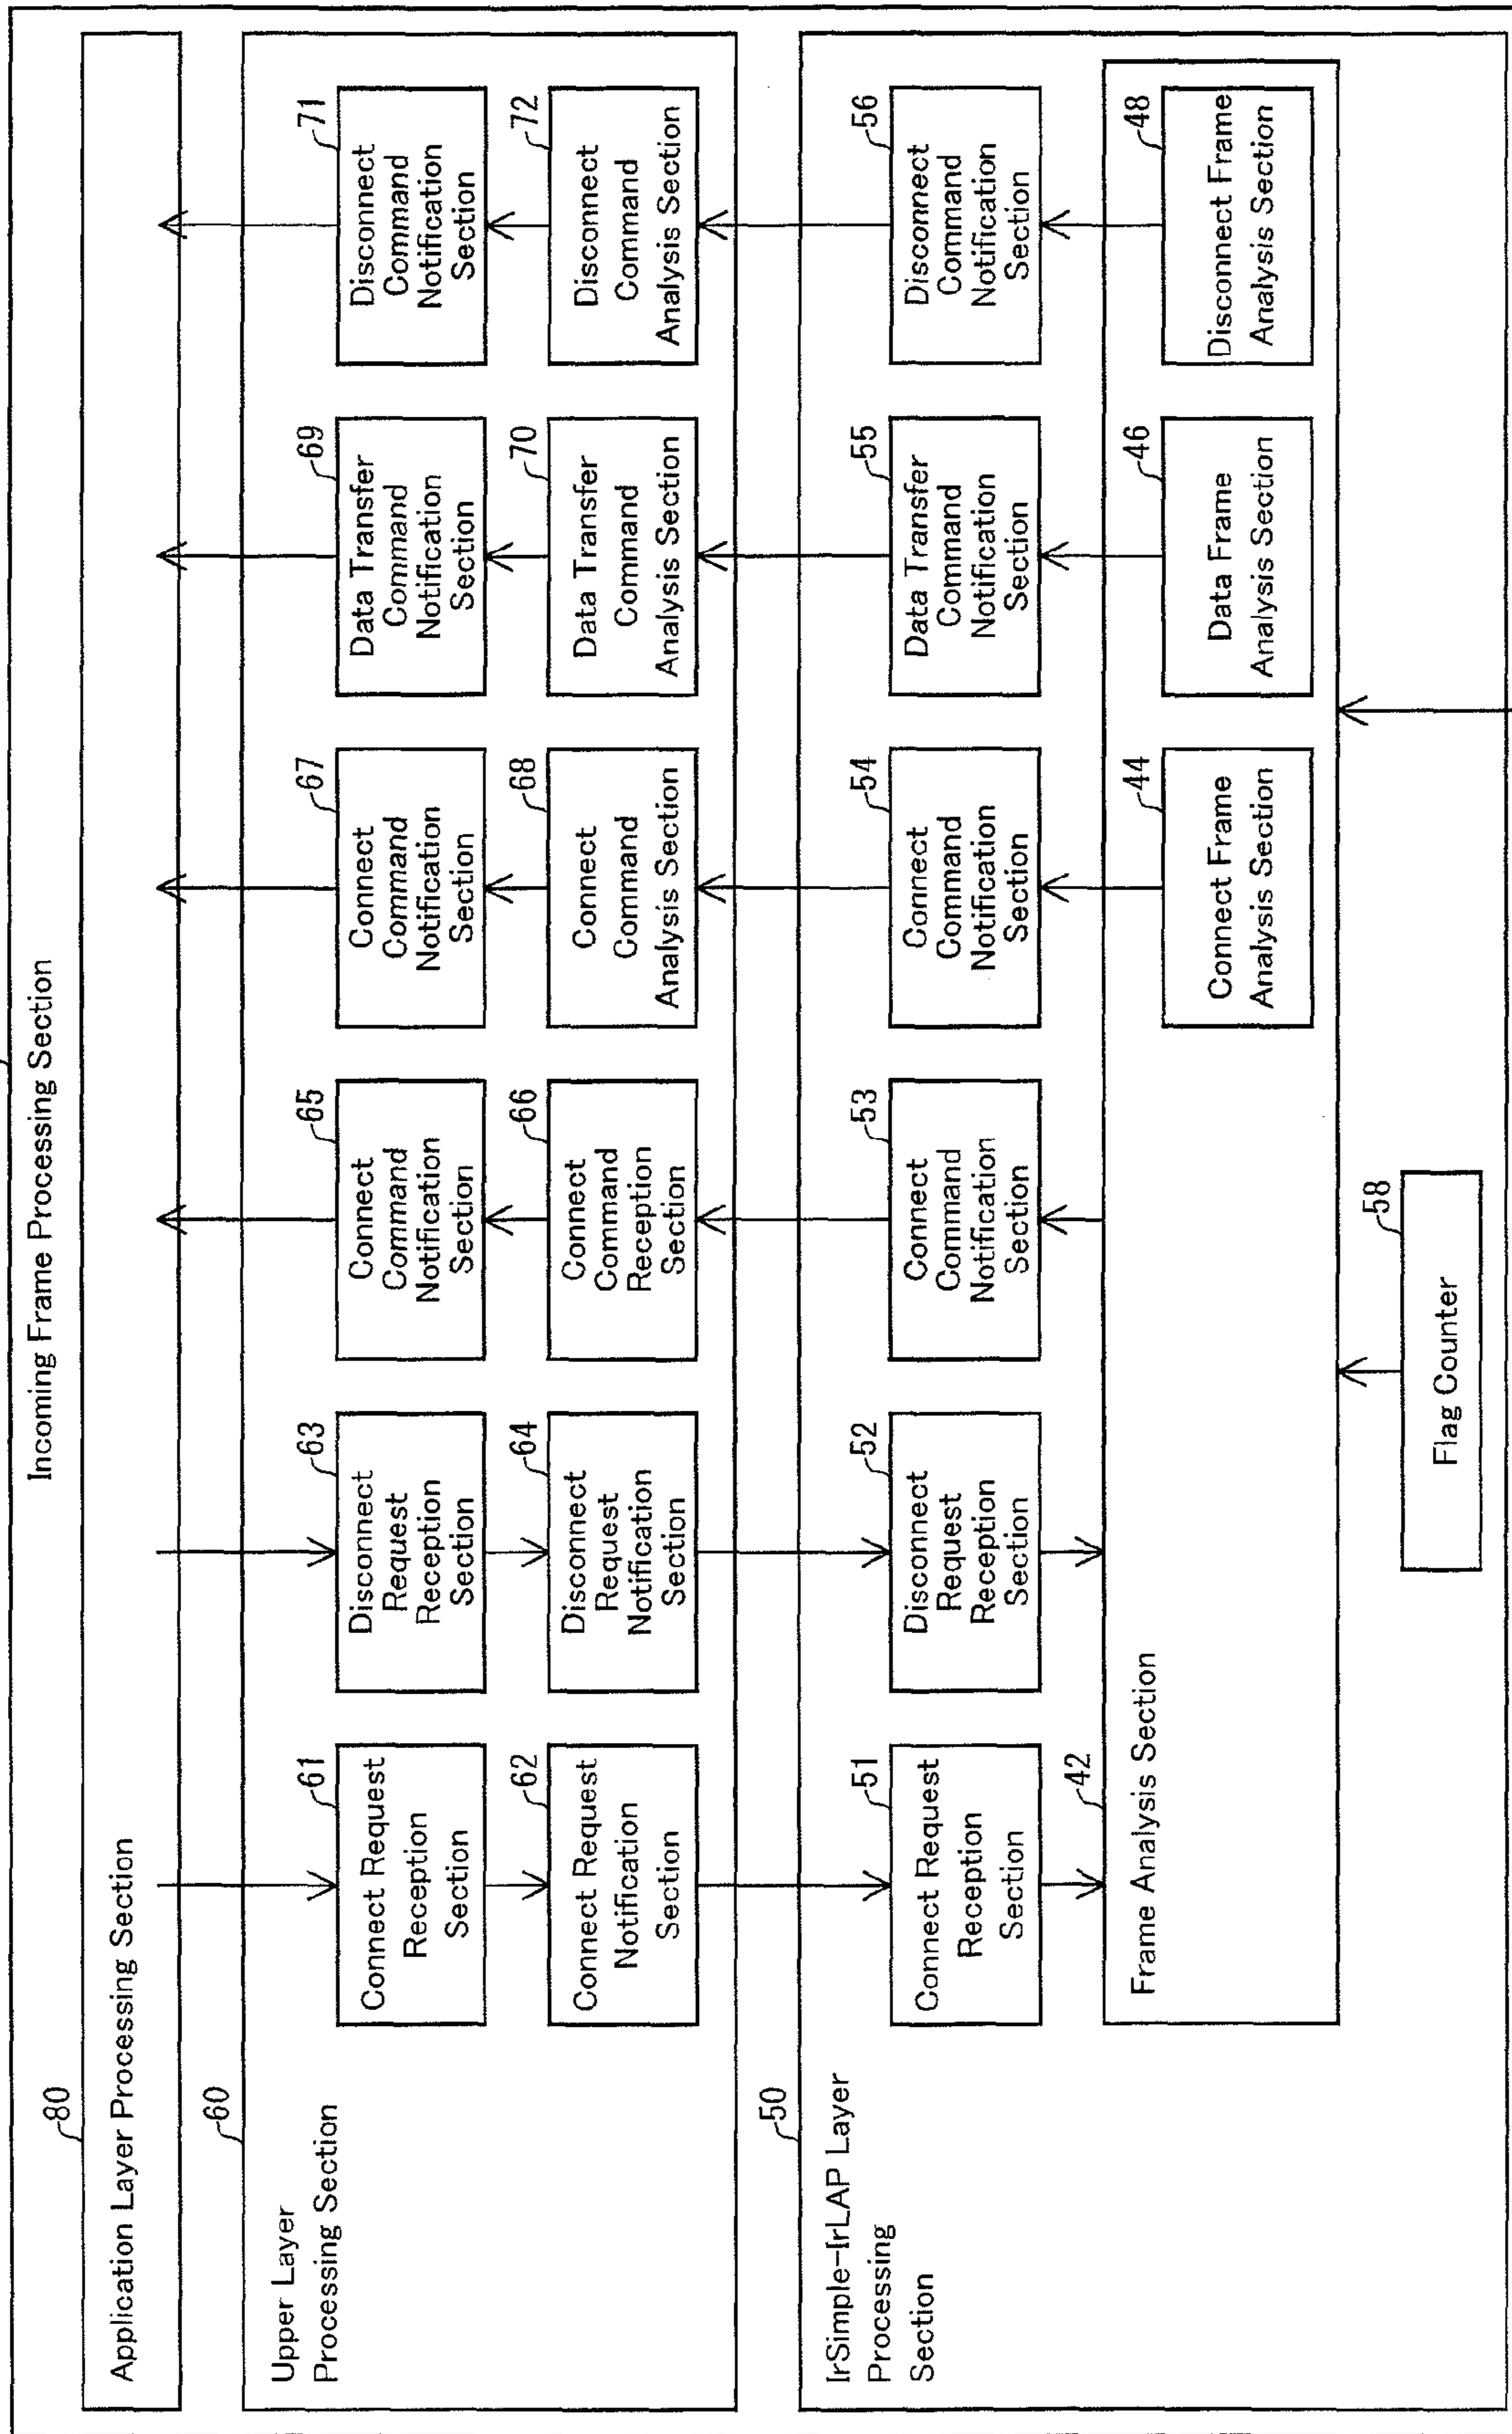 Incoming Frame Processing Section
80
Application Layer Processing Section
60
Upper Layer
Processing Section
61
Connect Request
Reception
Section
63
Disconnect
Request
Reception
Section
65
Connect
Command
Notification
Section
67
Connect
Command
Notification
Section
69
Data Transfer
Command
Notification
Section
71
Disconnect
Command
Notification
Section
62
Connect Request
Notification
Section
64
Disconnect
Request
Notification
Section
66
Connect
Command
Reception
Section
68
Connect
Command
Analysis Section
70
Data Transfer
Command
Analysis Section
72
Disconnect
Command
Analysis Section
50
IrSimple-IrLAP Layer
Processing
Section
51
Connect Request
Reception
Section
52
Disconnect
Request
Reception
Section
53
Connect
Command
Notification
Section
54
Connect
Command
Notification
Section
55
Data Transfer
Command
Notification
Section
56
Disconnect
Command
Notification
Section
42
Frame Analysis Section
44
Connect Frame
Analysis Section
46
Data Frame
Analysis Section
48
Disconnect Frame
Analysis Section
58
Flag Counter